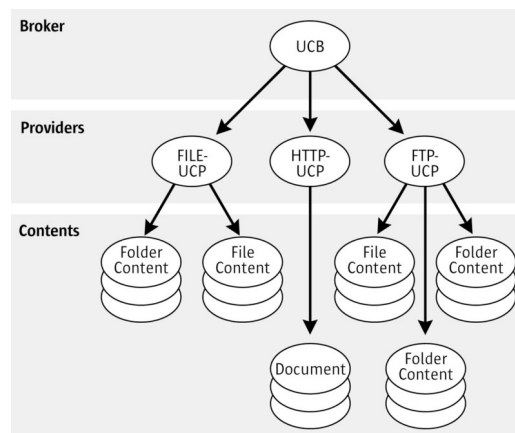 Broker
UCB
Providers
FILE-
UCP
HTTP-
UCP
FTP-
UCP
Contents
Folder
Content
File
Content
File
Content
Folder
Content
Document
Folder
Content